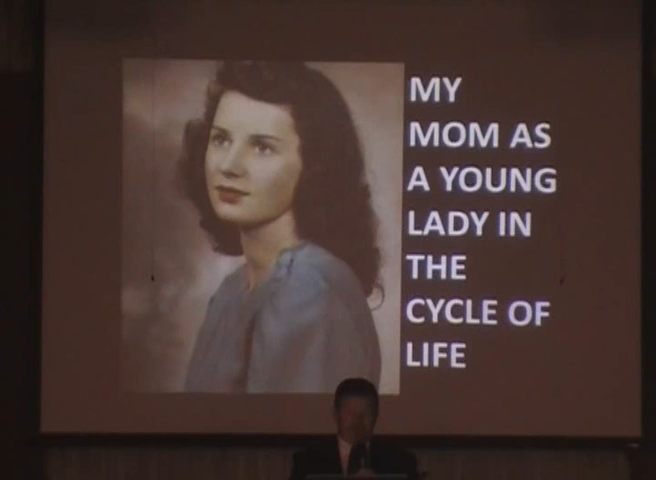 MY
MOM AS
A YOUNG
LADY IN
THE
CYCLE OF
LIFE